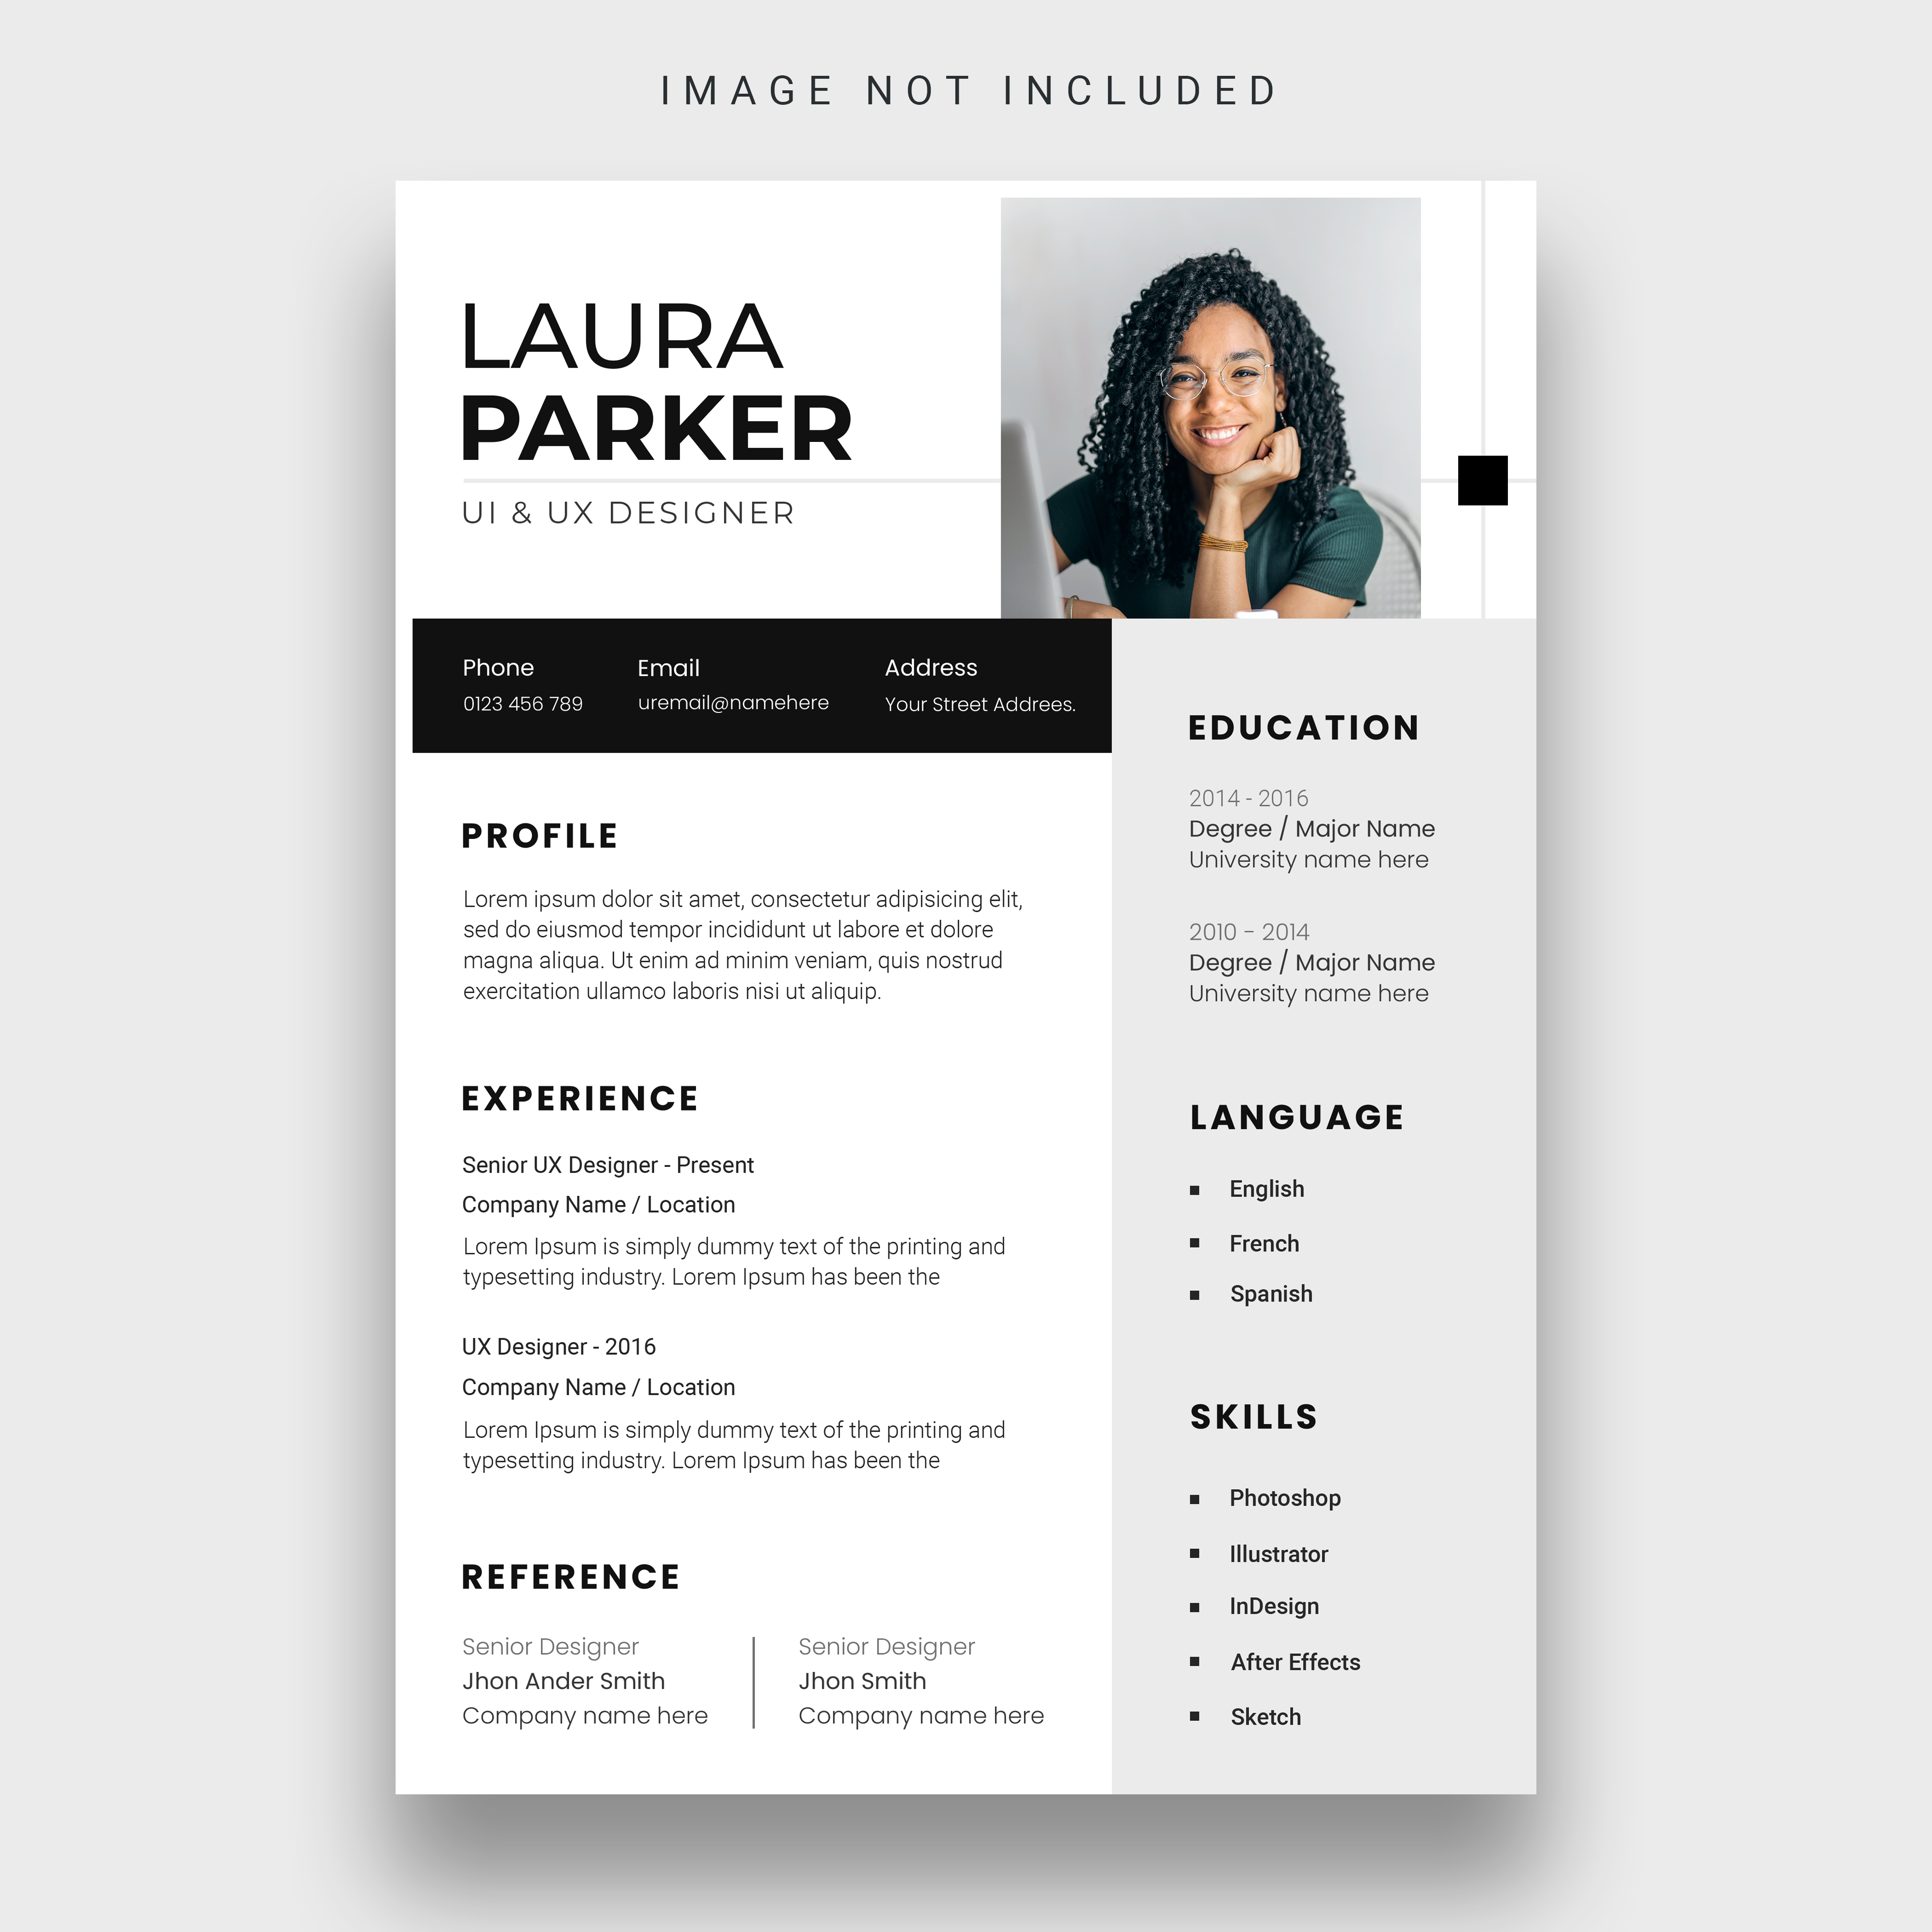 IMAGE NOT INCLUDED
LAURA
PARKER
UI & UX DESIGNER
Phone
0123 456 789
Email
uremail@namehere
Address
Your Street Addrees.
PROFILE
Lorem ipsum dolor sit amet, consectetur adipisicing elit,
sed do eiusmod tempor incididunt ut labore et dolore
magna aliqua. Ut enim ad minim veniam, quis nostrud
exercitation ullamco laboris nisi ut aliquip.
EXPERIENCE
Senior UX Designer - Present
Company Name / Location
Lorem Ipsum is simply dummy text of the printing and
typesetting industry. Lorem Ipsum has been the
UX Designer - 2016
Company Name / Location
Lorem Ipsum is simply dummy text of the printing and
typesetting industry. Lorem Ipsum has been the
REFERENCE
Senior Designer
Jhon Ander Smith
Company name here
Senior Designer
Jhon Smith
Company name here
EDUCATION
2014 - 2016
Degree / Major Name
University name here
2010 - 2014
Degree / Major Name
University name here
LANGUAGE
English
French
Spanish
SKILLS
Photoshop
Illustrator
InDesign
After Effects
Sketch